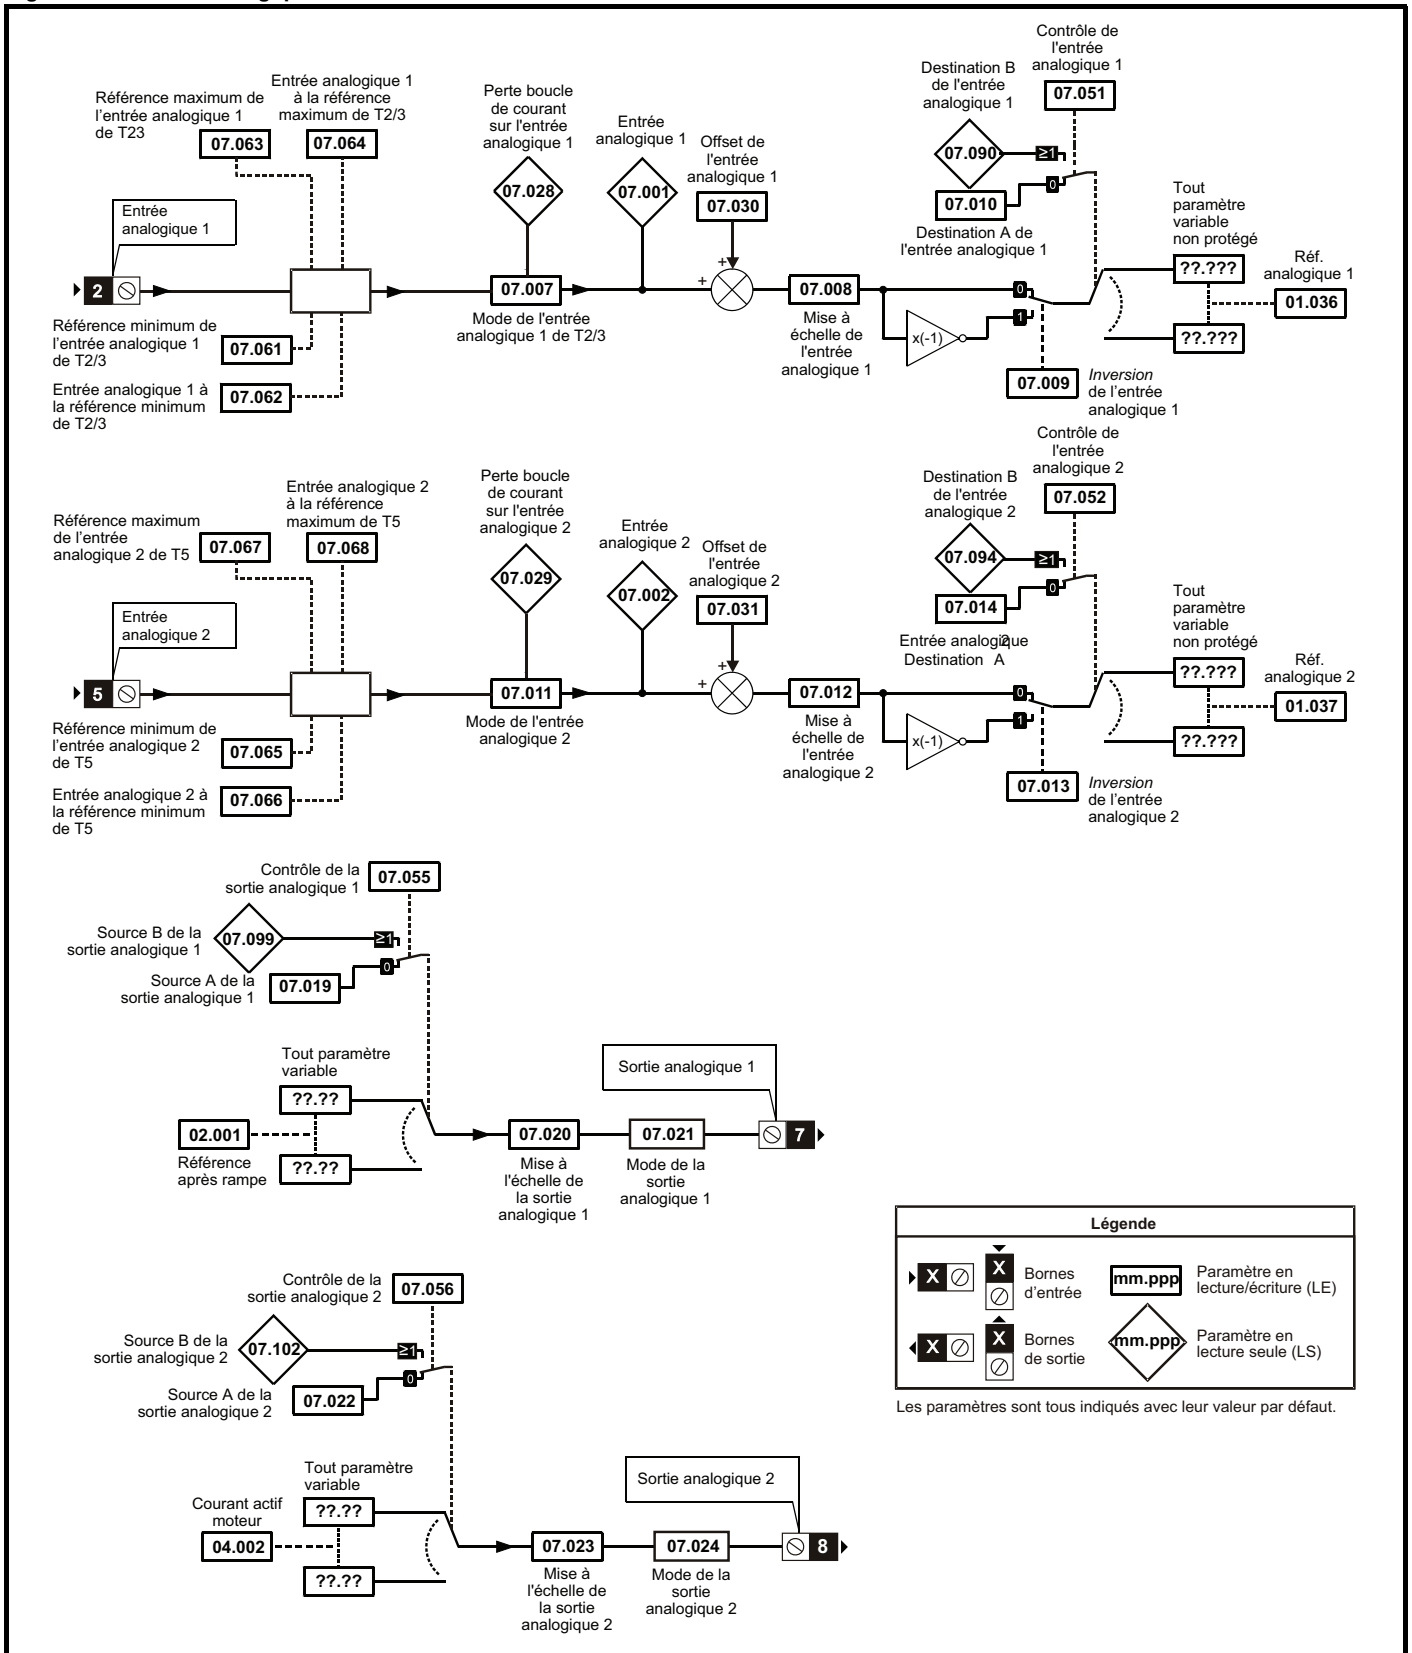 Référence maximum de
l'entrée analogique 1
de T23
07.063
Entrée analogique 1
à la référence
maximum de T2/3
07.064
Perte boucle
de courant
sur l'entrée
analogique 1
07.028
Entrée
analogique 1
07.001
Offset de
l'entrée
analogique 1
07.030
Destination B
de l'entrée
analogique 1
07.090
Contrôle de
l'entrée
analogique 1
07.051
≥1
0
07.010
Destination A de
l'entrée analogique 1
Tout
paramètre
variable
non protégé
??.???
??.???
Réf.
analogique 1
01.036
Entrée
analogique 1
2
07.007
Mode de l'entrée
analogique 1 de T2/3
+
+
07.008
Mise à
échelle de
l'entrée
analogique 1
x(-1)
0
1
07.009
Inversion
de l'entrée
analogique 1
Référence minimum de
l'entrée analogique 1
de T2/3
07.061
Entrée analogique 1 à
la référence minimum
de T2/3
07.062
Référence maximum
de l'entrée
analogique 2 de T5
07.067
Entrée analogique 2
à la référence
maximum de T5
07.068
Perte boucle
de courant
sur l'entrée
analogique 2
07.029
Entrée
analogique 2
07.002
Offset de
l'entrée
analogique 2
07.031
Destination B
de l'entrée
analogique 2
07.094
Contrôle de
l'entrée
analogique 2
07.052
≥1
0
07.014
Entrée analogique 2
Destination A
Tout
paramètre
variable
non protégé
??.???
??.???
Réf.
analogique 2
01.037
Entrée
analogique 2
5
07.011
Mode de l'entrée
analogique 2
+
+
07.012
Mise à
échelle de
l'entrée
analogique 2
x(-1)
0
1
07.013
Inversion
de l'entrée
analogique 2
Référence minimum de
l'entrée analogique 2
de T5
07.065
Entrée analogique 2 à
la référence minimum
de T5
07.066
Contrôle de la
sortie analogique 1
07.055
Source B de la
sortie analogique 1
07.099
≥1
0
Source A de la
sortie analogique 1
07.019
Tout paramètre
variable
??.??
??.??
02.001
Référence
après rampe
07.020
Mise à
l'échelle de
la sortie
analogique 1
07.021
Mode de la
sortie
analogique 1
Sortie analogique 1
7
Contrôle de la
sortie analogique 2
07.056
Source B de la
sortie analogique 2
07.102
≥1
0
Source A de la
sortie analogique 2
07.022
Tout paramètre
variable
??.??
??.??
Courant actif
moteur
04.002
07.023
Mise à
l'échelle de
la sortie
analogique 2
07.024
Mode de la
sortie
analogique 2
Sortie analogique 2
8
Légende
X
X
Bornes
d'entrée
mm.ppp
Paramètre en
lecture/écriture (LE)
X
X
Bornes
de sortie
mm.ppp
Paramètre en
lecture seule (LS)
Les paramètres sont tous indiqués avec leur valeur par défaut.